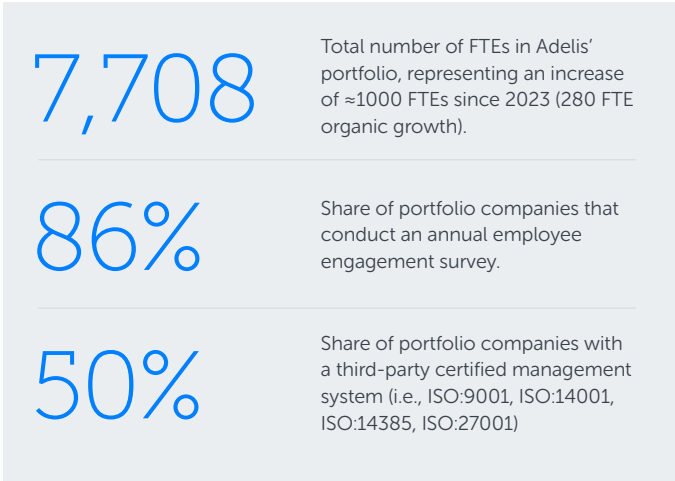 7,708
Total number of FTEs in Adelis'
portfolio, representing an increase
of ≈1000 FTEs since 2023 (280 FTE
organic growth).
86%
Share of portfolio companies that
conduct an annual employee
engagement survey.
50%
Share of portfolio companies with
a third-party certified management
system (i.e., ISO:9001, ISO:14001,
ISO:14385, ISO:27001)